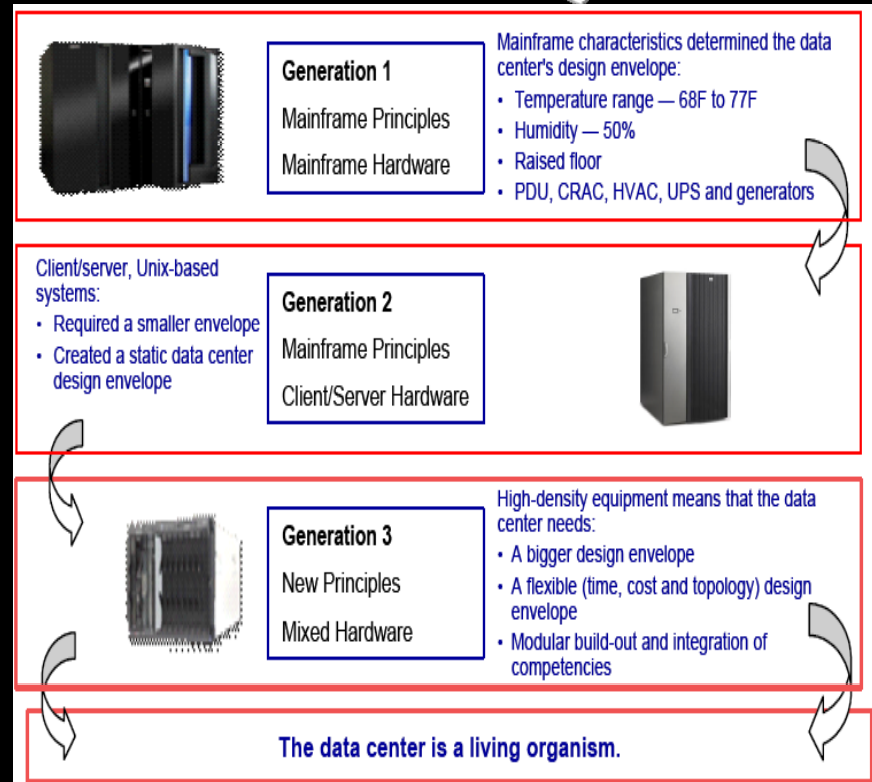 Generation 1
Mainframe Principles
Mainframe Hardware
Mainframe characteristics determined the data
center's design envelope:
• Temperature range — 68F to 77F
• Humidity — 50%
• Raised floor
• PDU, CRAC, HVAC, UPS and generators
Client/server, Unix-based
systems:
• Required a smaller envelope
• Created a static data center
design envelope
Generation 2
Mainframe Principles
Client/Server Hardware
Generation 3
New Principles
Mixed Hardware
High-density equipment means that the data
center needs:
• A bigger design envelope
• A flexible (time, cost and topology) design
envelope
• Modular build-out and integration of
competencies
The data center is a living organism.